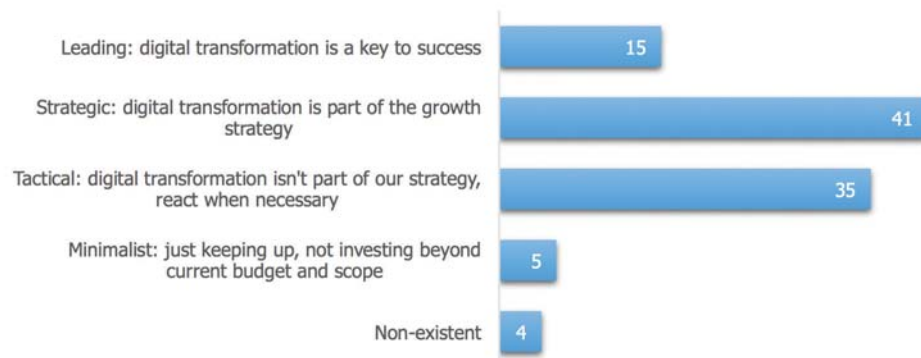 Leading: digital transformation is a key to success
15
Strategic: digital transformation is part of the growth
strategy
41
Tactical: digital transformation isn't part of our strategy,
react when necessary
35
Minimalist: just keeping up, not investing beyond
current budget and scope
5
Non-existent
4